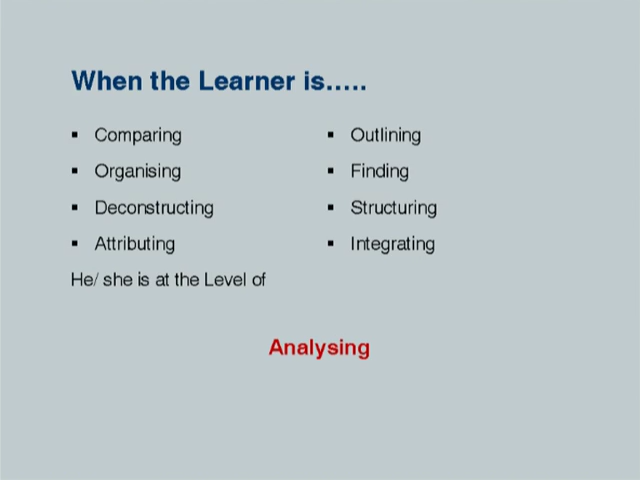 When the Learner is.....
▪ Comparing
▪ Organising
▪ Deconstructing
▪ Attributing
▪ Outlining
▪ Finding
▪ Structuring
▪ Integrating
He/ she is at the Level of
Analysing